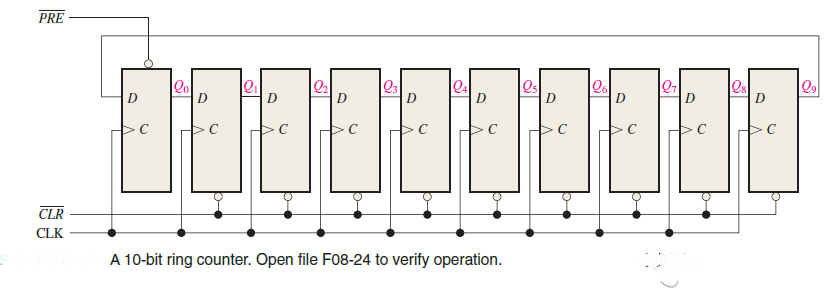 PRE
Q0 Q1 Q2 Q3 Q4 Q5 Q6 Q7 Q8 Q9
D D D D D D D D D D
C C C C C C C C C C
CLR
CLK
A 10-bit ring counter. Open file F08-24 to verify operation.